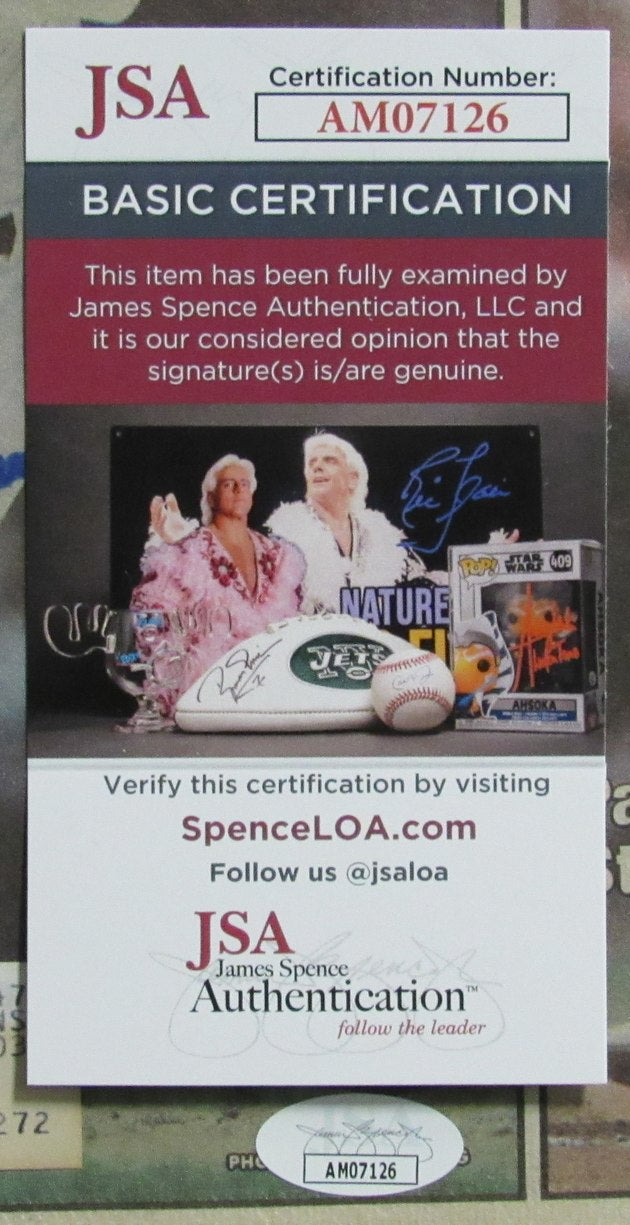 JSA
Certification Number:
AM07126
BASIC CERTIFICATION
This item has been fully examined by
James Spence Authentication, LLC and
it is our considered opinion that the
signature(s) is/are genuine.
POP!
STAR
WARS
409
NATURE
JETS
AHSOKA
Verify this certification by visiting
SpenceLOA.com
Follow us @jsaloa
JSA
James Spence
Authentication™
follow the leader
272
AM07126